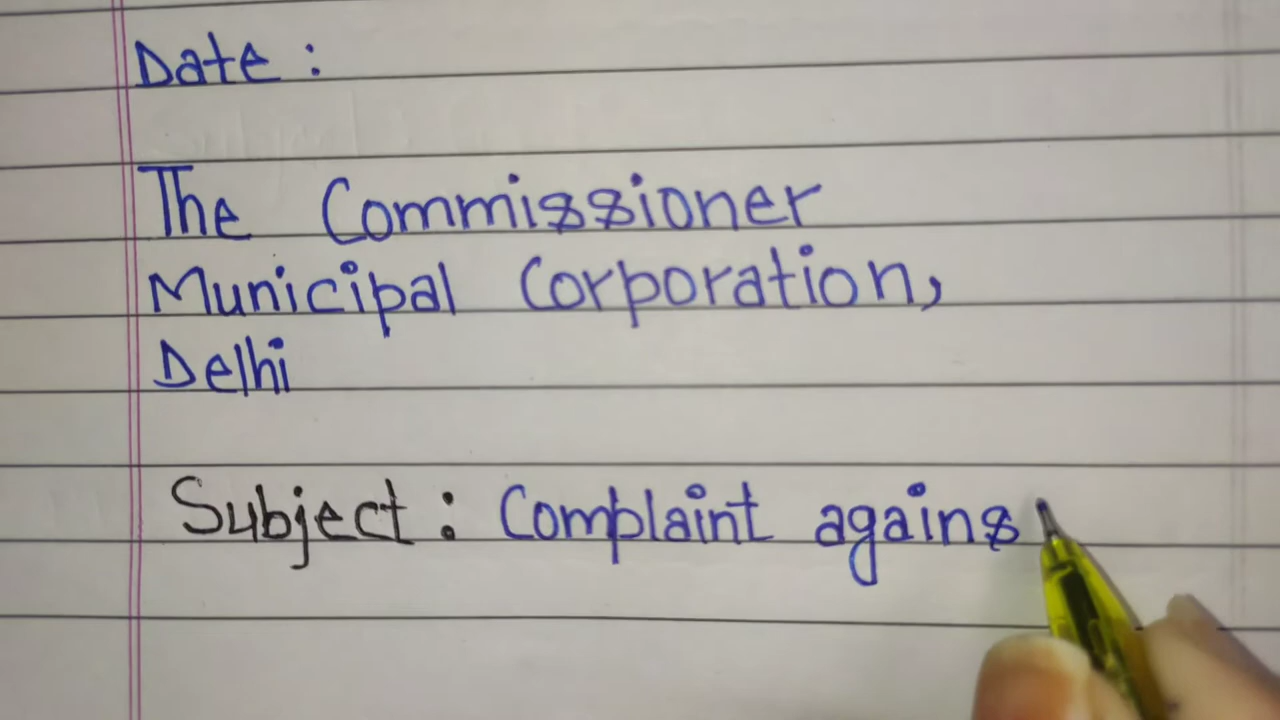 Date :
The Commissioner
Municipal Corporation,
Delhi
Subject : Complaint agains